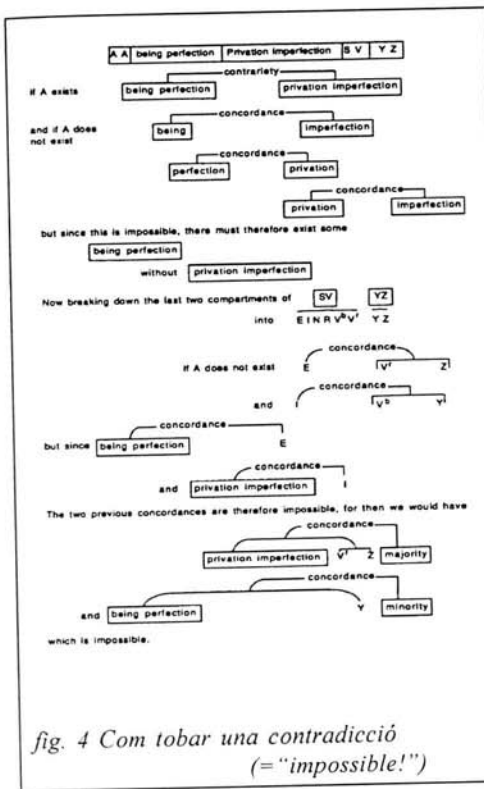 A A being perfection Privation imperfection S V Y Z
contrariety
if A exists being perfection privation imperfection
concordance
and if A does not exist being imperfection
concordance
perfection privation
concordance
privation imperfection
but since this is impossible, there must therefore exist some
being perfection
without privation imperfection
Now breaking down the last two compartments of SV YZ
into E I N R Vᵇ Vʳ Y Z
concordance
If A does not exist E Vʳ Z
concordance
and I Vᵇ Y
concordance
but since being perfection E
concordance
and privation imperfection I
The two previous concordances are therefore impossible, for then we would have
concordance
privation imperfection Vʳ Z majority
concordance
and being perfection Y minority
which is impossible.
fig. 4 Com tobar una contradicció
(="impossible!")